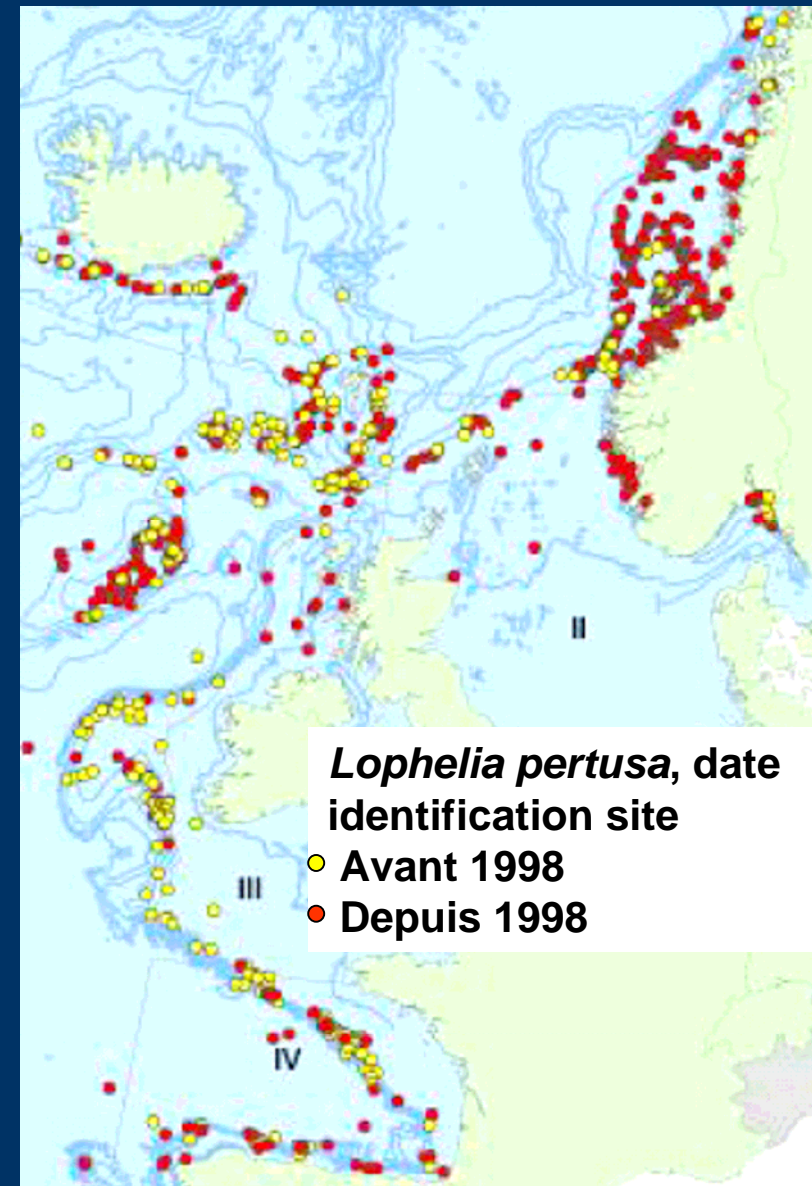 II
Lophelia pertusa, date
identification site
Avant 1998
Depuis 1998
III
IV